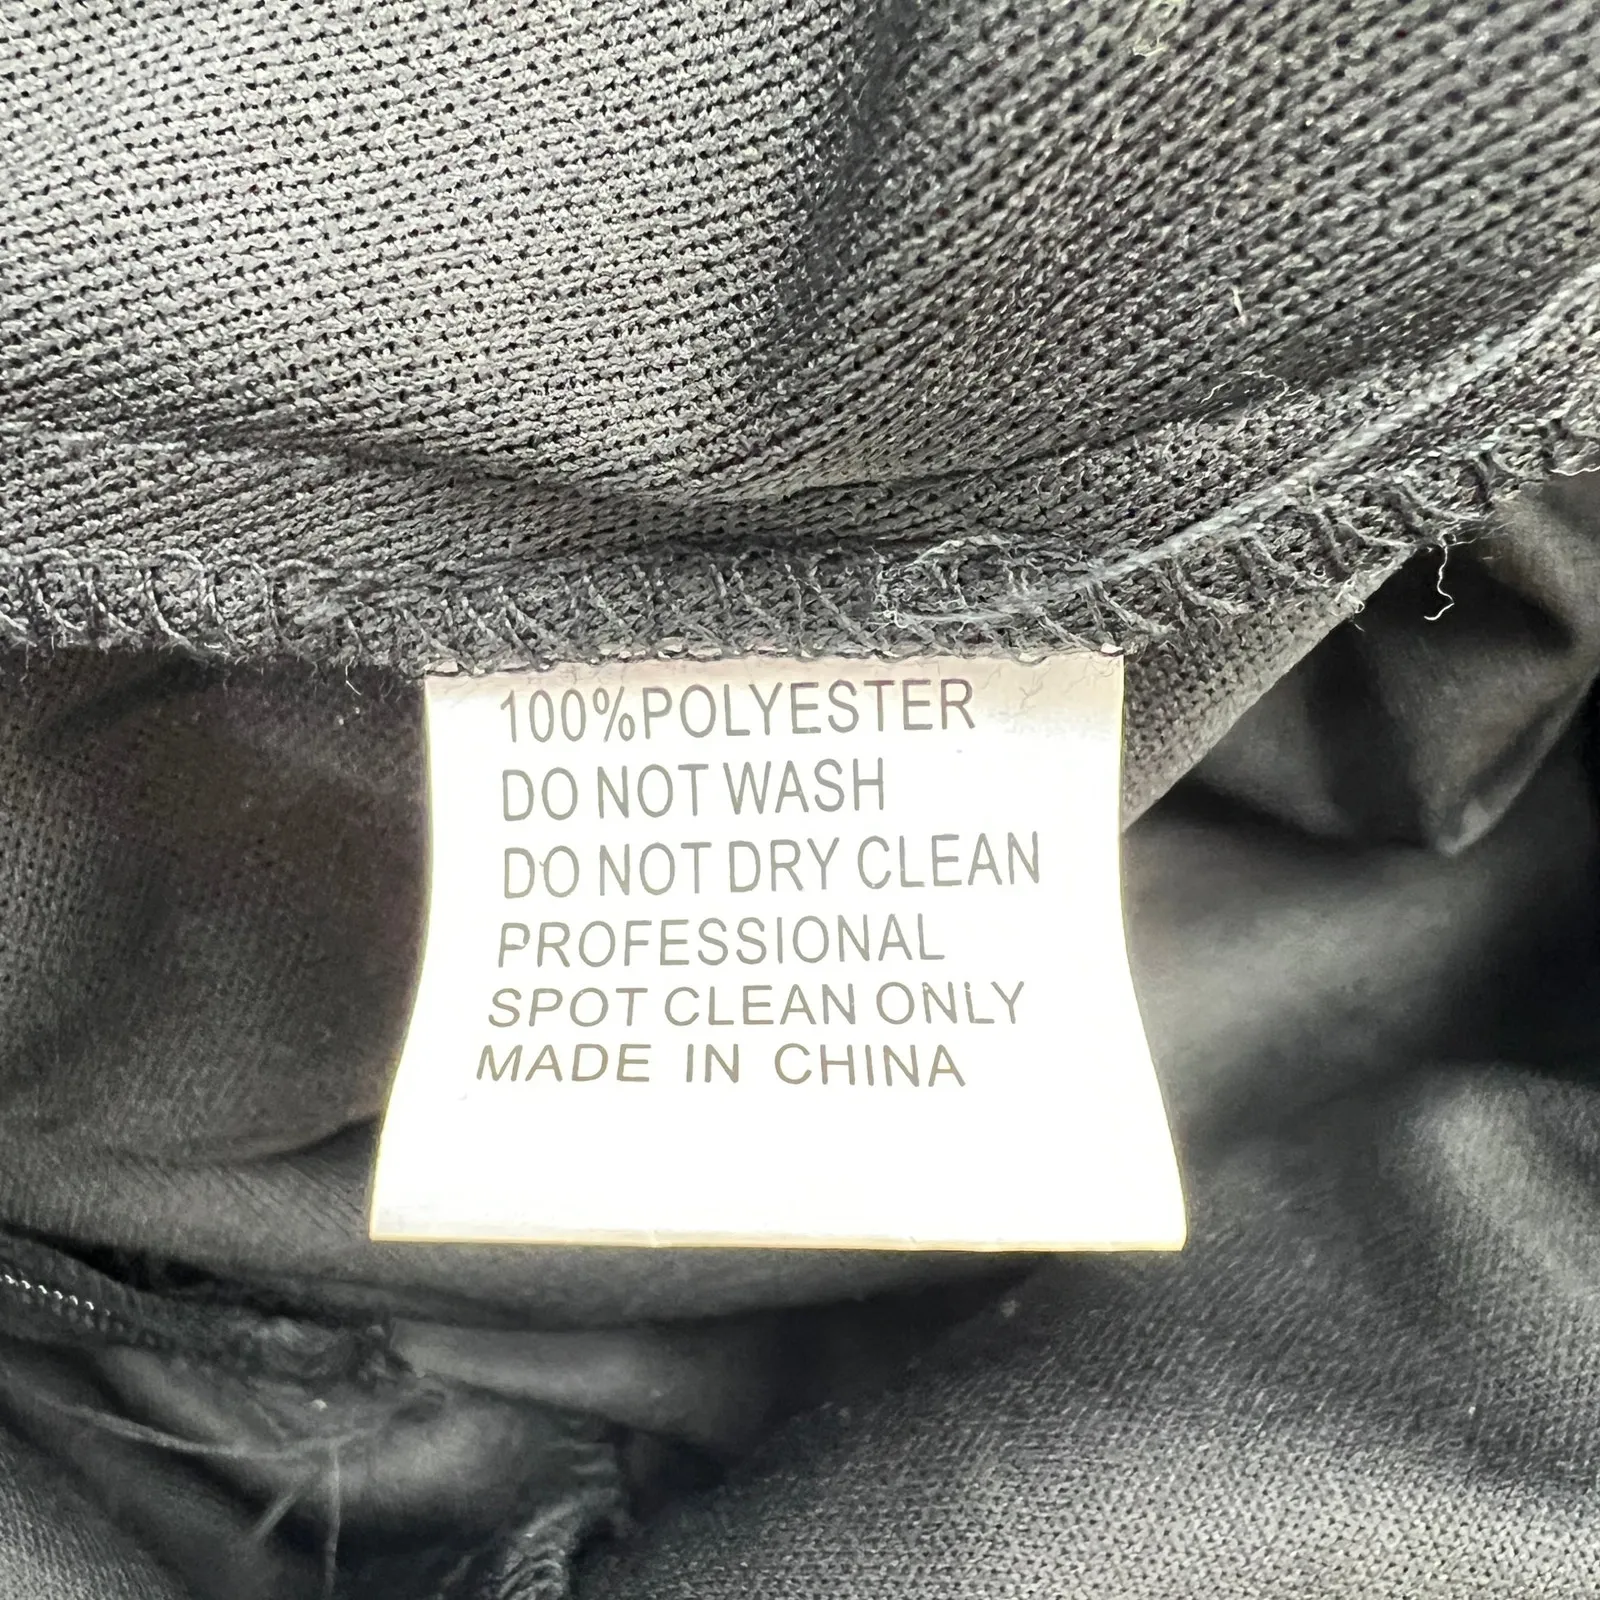 100%POLYESTER
DO NOT WASH
DO NOT DRY CLEAN
PROFESSIONAL
SPOT CLEAN ONLY
MADE IN CHINA